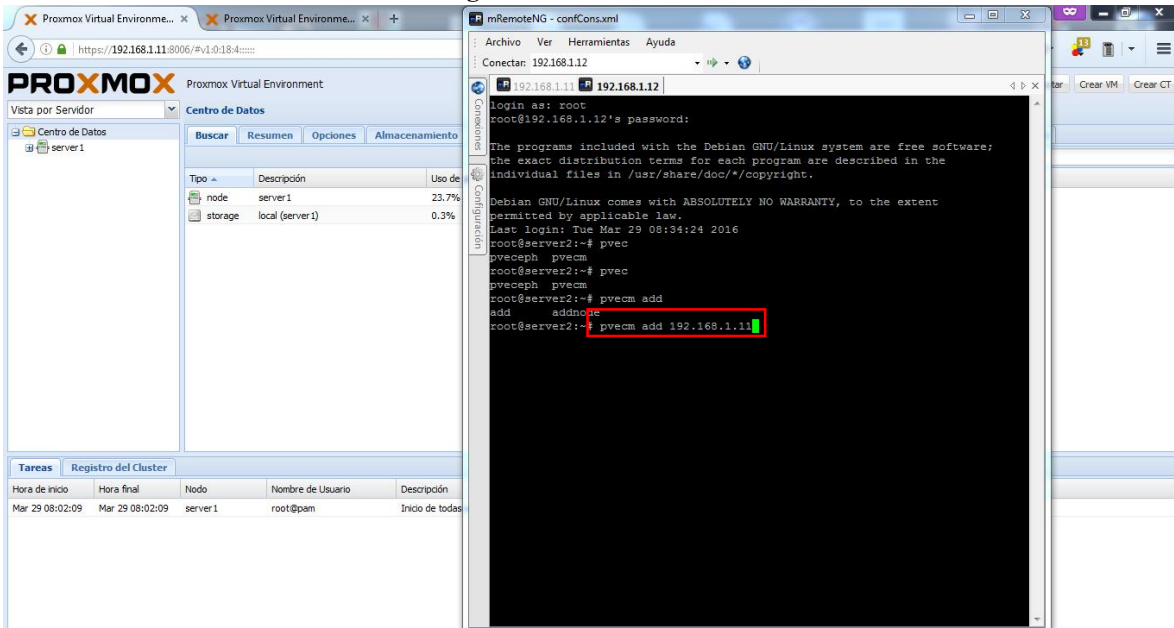 Proxmox Virtual Environme... ×
Proxmox Virtual Environme... ×
+
https://192.168.1.11:8006/#v1:0:18:4::::::
13
PROXMOX
Proxmox Virtual Environment
Crear VM
Crear CT
Vista por Servidor
Centro de Datos
server1
Centro de Datos
Buscar
Resumen
Opciones
Almacenamiento
Tipo
Descripción
Uso de
node
server1
23.7%
storage
local (server1)
0.3%
Tareas
Registro del Cluster
Hora de inicio
Hora final
Nodo
Nombre de Usuario
Descripción
Mar 29 08:02:09
Mar 29 08:02:09
server1
root@pam
Inicio de todas
mRemoteNG - confCons.xml
Archivo Ver Herramientas Ayuda
Conectar: 192.168.1.12
192.168.1.11
192.168.1.12
Conexiones
Configuración
login as: root
root@192.168.1.12's password:
The programs included with the Debian GNU/Linux system are free software;
the exact distribution terms for each program are described in the
individual files in /usr/share/doc/*/copyright.
Debian GNU/Linux comes with ABSOLUTELY NO WARRANTY, to the extent
permitted by applicable law.
Last login: Tue Mar 29 08:34:24 2016
root@server2:~# pvec
pveceph pvecm
root@server2:~# pvec
pveceph pvecm
root@server2:~# pvecm add
add addnode
root@server2:~# pvecm add 192.168.1.11